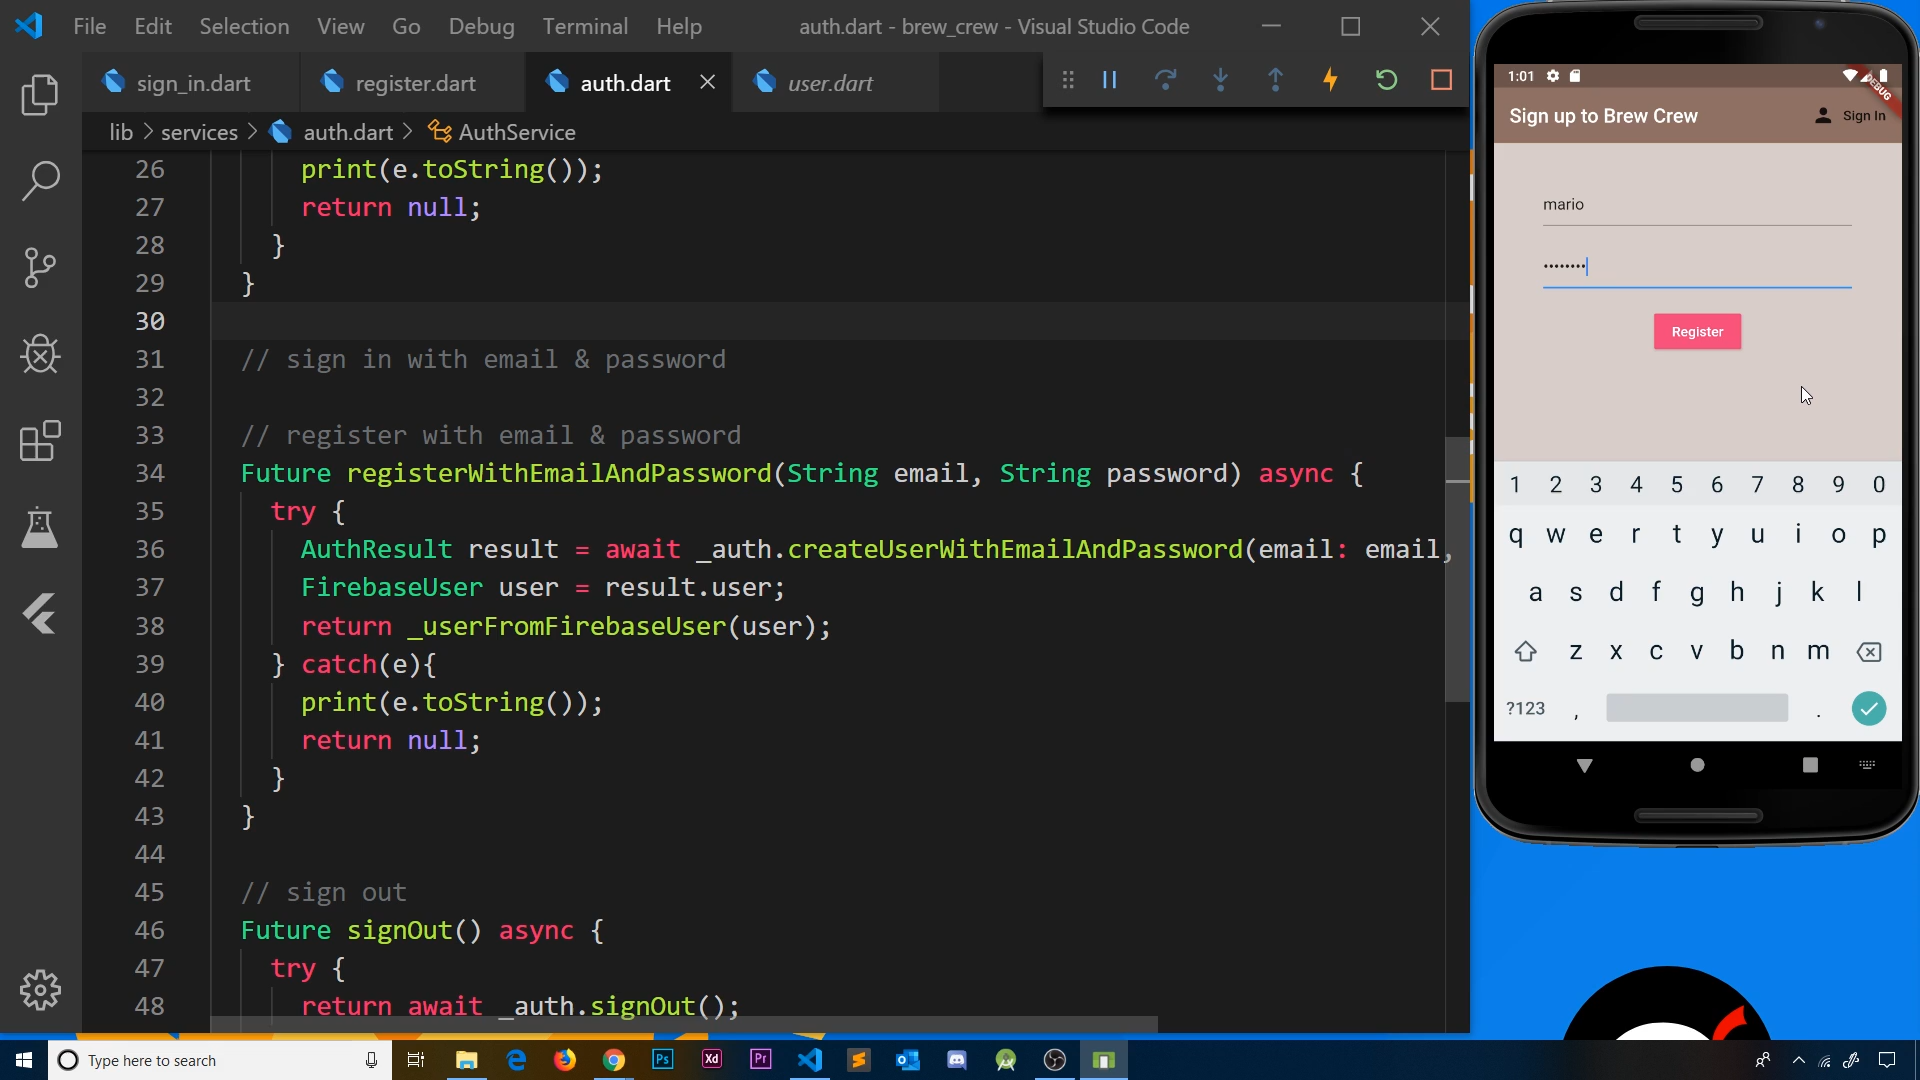 File Edit Selection View Go Debug Terminal Help
auth.dart - brew_crew - Visual Studio Code
sign_in.dart register.dart auth.dart user.dart
lib > services > auth.dart > AuthService
26 print(e.toString());
27 return null;
28 }
29 }
30
31 // sign in with email & password
32
33 // register with email & password
34 Future registerWithEmailAndPassword(String email, String password) async {
35 try {
36 AuthResult result = await _auth.createUserWithEmailAndPassword(email: email,
37 FirebaseUser user = result.user;
38 return _userFromFirebaseUser(user);
39 } catch(e){
40 print(e.toString());
41 return null;
42 }
43 }
44
45 // sign out
46 Future signOut() async {
47 try {
48 return await _auth.signOut();
1:01
DEBUG
Sign up to Brew Crew Sign In
mario
••••••••
Register
1 2 3 4 5 6 7 8 9 0
q w e r t y u i o p
a s d f g h j k l
z x c v b n m
?123 , .
Type here to search
Ps Xd Pr